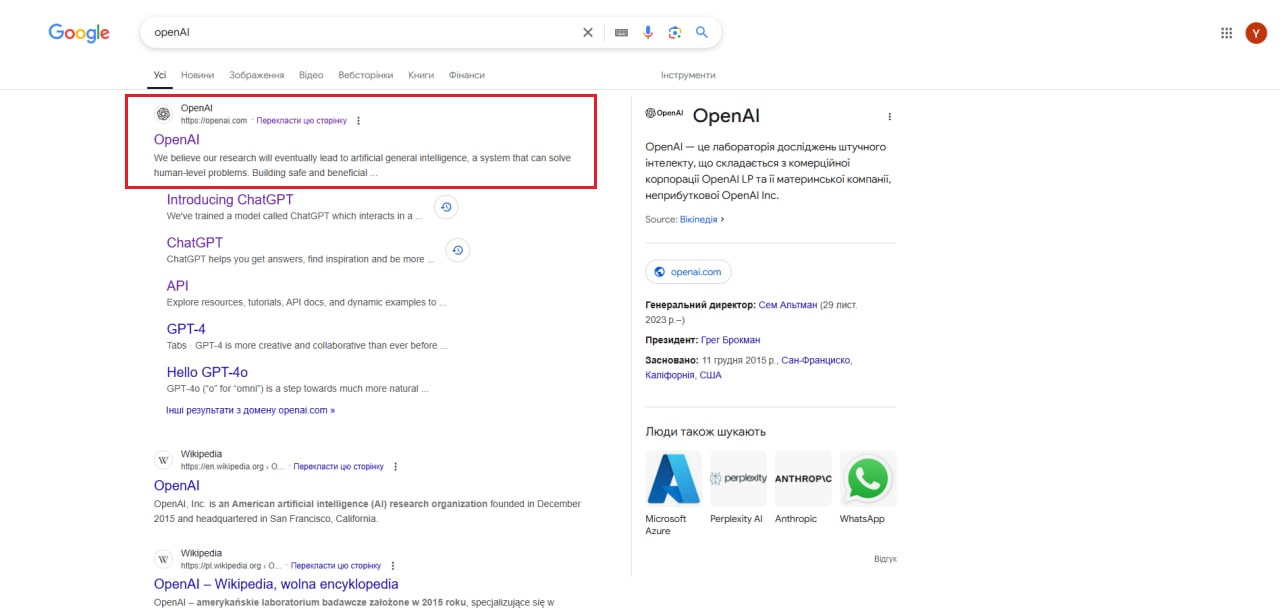 Google
openAI
Y
Усі Новини Зображення Відео Вебсторінки Книги Фінанси Інструменти
OpenAI
https://openai.com · Перекласти цю сторінку
OpenAI
We believe our research will eventually lead to artificial general intelligence, a system that can solve
human-level problems. Building safe and beneficial ...
Introducing ChatGPT
We've trained a model called ChatGPT which interacts in a ...
ChatGPT
ChatGPT helps you get answers, find inspiration and be more ...
API
Explore resources, tutorials, API docs, and dynamic examples to ...
GPT-4
Tabs · GPT-4 is more creative and collaborative than ever before ...
Hello GPT-4o
GPT-4o (“o” for “omni”) is a step towards much more natural ...
Інші результати з домену openai.com »
Wikipedia
https://en.wikipedia.org › O... · Перекласти цю сторінку
OpenAI
OpenAI, Inc. is an American artificial intelligence (AI) research organization founded in December
2015 and headquartered in San Francisco, California.
Wikipedia
https://pl.wikipedia.org › O... · Перекласти цю сторінку
OpenAI – Wikipedia, wolna encyklopedia
OpenAI – amerykańskie laboratorium badawcze założone w 2015 roku, specjalizujące się w
OpenAI
OpenAI
OpenAI — це лабораторія досліджень штучного
інтелекту, що складається з комерційної
корпорації OpenAI LP та її материнської компанії,
неприбуткової OpenAI Inc.
Source: Вікіпедія ›
openai.com
Генеральний директор: Сем Альтман (29 лист.
2023 р.–)
Президент: Грег Брокман
Засновано: 11 грудня 2015 р., Сан-Франциско,
Каліфорнія, США
Люди також шукають
perplexity
ANTHROP\C
Microsoft
Azure
Perplexity AI
Anthropic
WhatsApp
Відгук